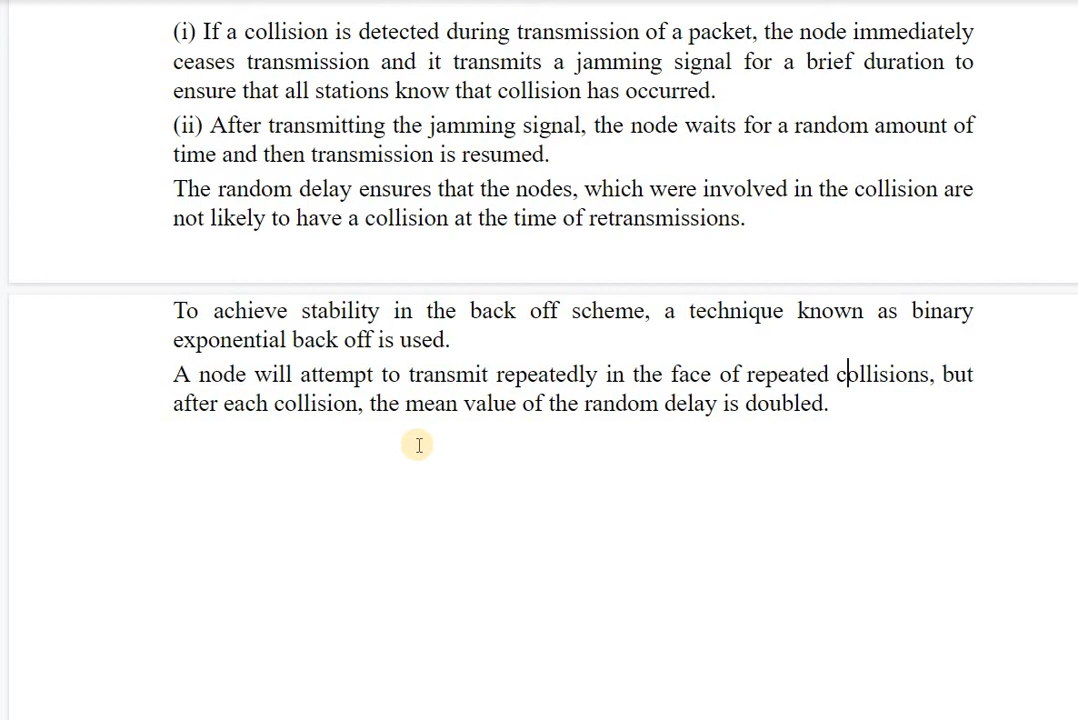 (i) If a collision is detected during transmission of a packet, the node immediately
ceases transmission and it transmits a jamming signal for a brief duration to
ensure that all stations know that collision has occurred.
(ii) After transmitting the jamming signal, the node waits for a random amount of
time and then transmission is resumed.
The random delay ensures that the nodes, which were involved in the collision are
not likely to have a collision at the time of retransmissions.
To achieve stability in the back off scheme, a technique known as binary
exponential back off is used.
A node will attempt to transmit repeatedly in the face of repeated collisions, but
after each collision, the mean value of the random delay is doubled.